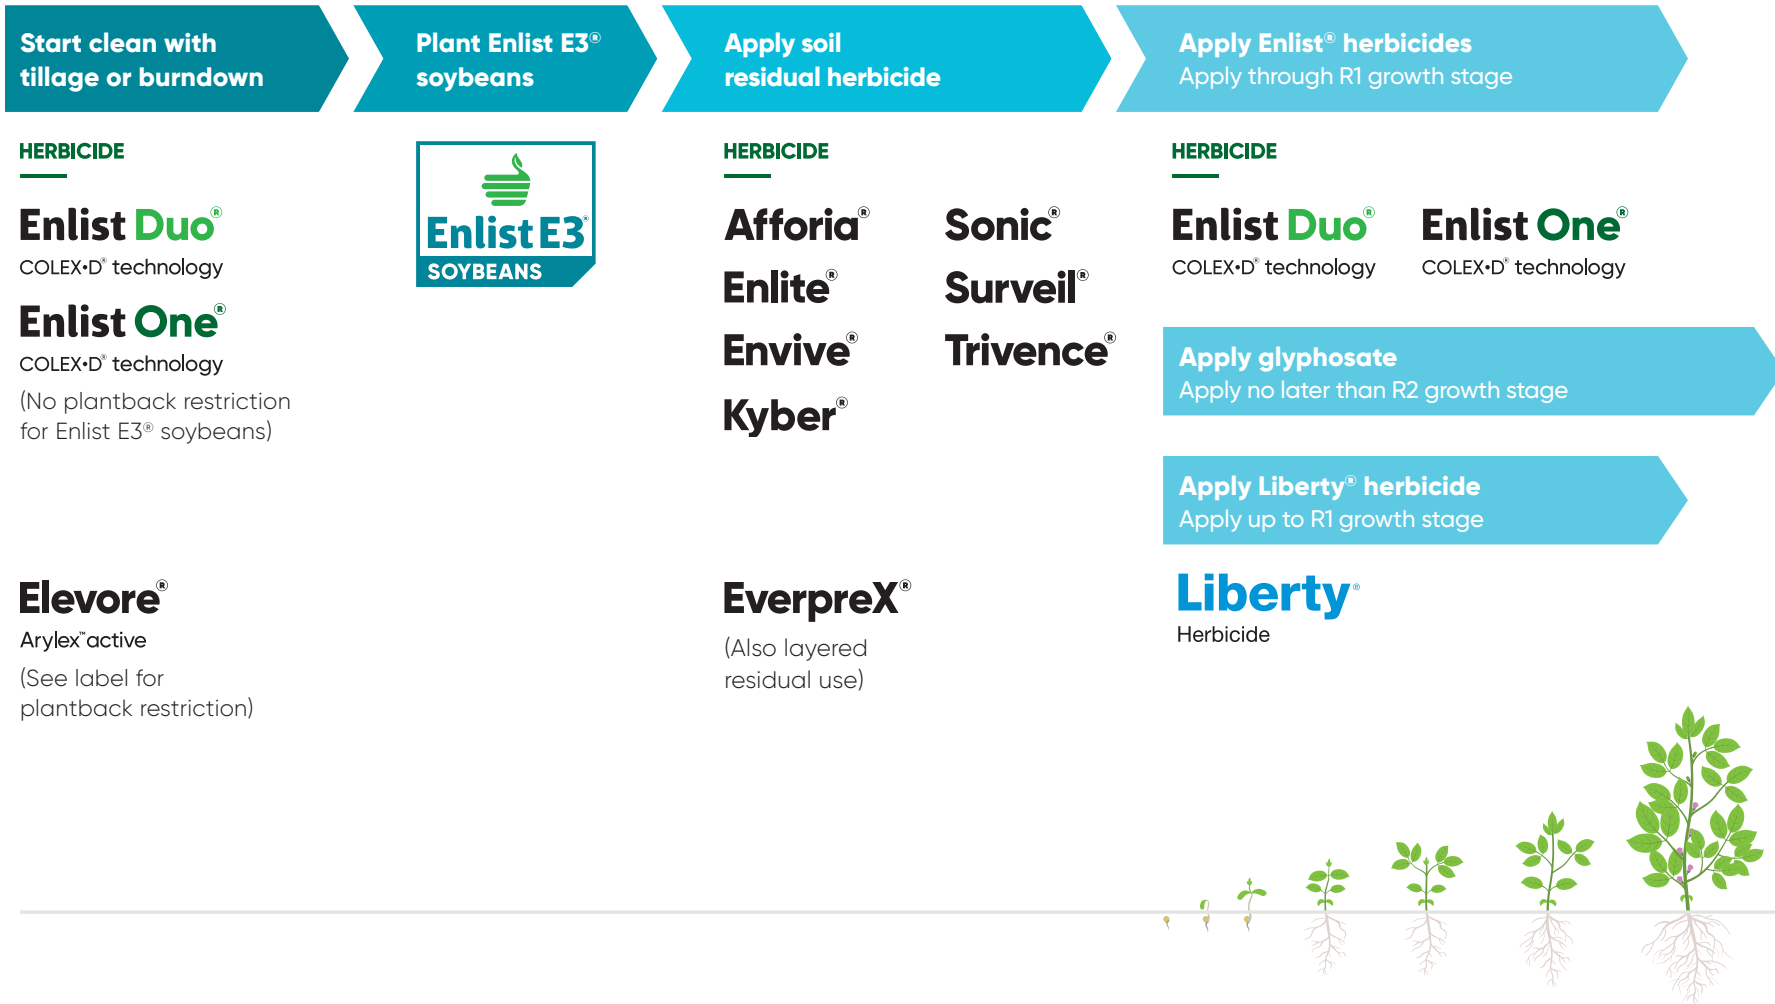 Start clean with
tillage or burndown
Plant Enlist E3®
soybeans
Apply soil
residual herbicide
Apply Enlist® herbicides
Apply through R1 growth stage
HERBICIDE
Enlist Duo®
COLEX•D® technology
Enlist One®
COLEX•D® technology
(No plantback restriction
for Enlist E3® soybeans)
Elevore®
Arylex™ active
(See label for
plantback restriction)
Enlist E3®
SOYBEANS
HERBICIDE
Afforia®
Enlite®
Envive®
Kyber®
Sonic®
Surveil®
Trivence®
EverpreX®
(Also layered
residual use)
HERBICIDE
Enlist Duo®
COLEX•D® technology
Enlist One®
COLEX•D® technology
Apply glyphosate
Apply no later than R2 growth stage
Apply Liberty® herbicide
Apply up to R1 growth stage
Liberty®
Herbicide